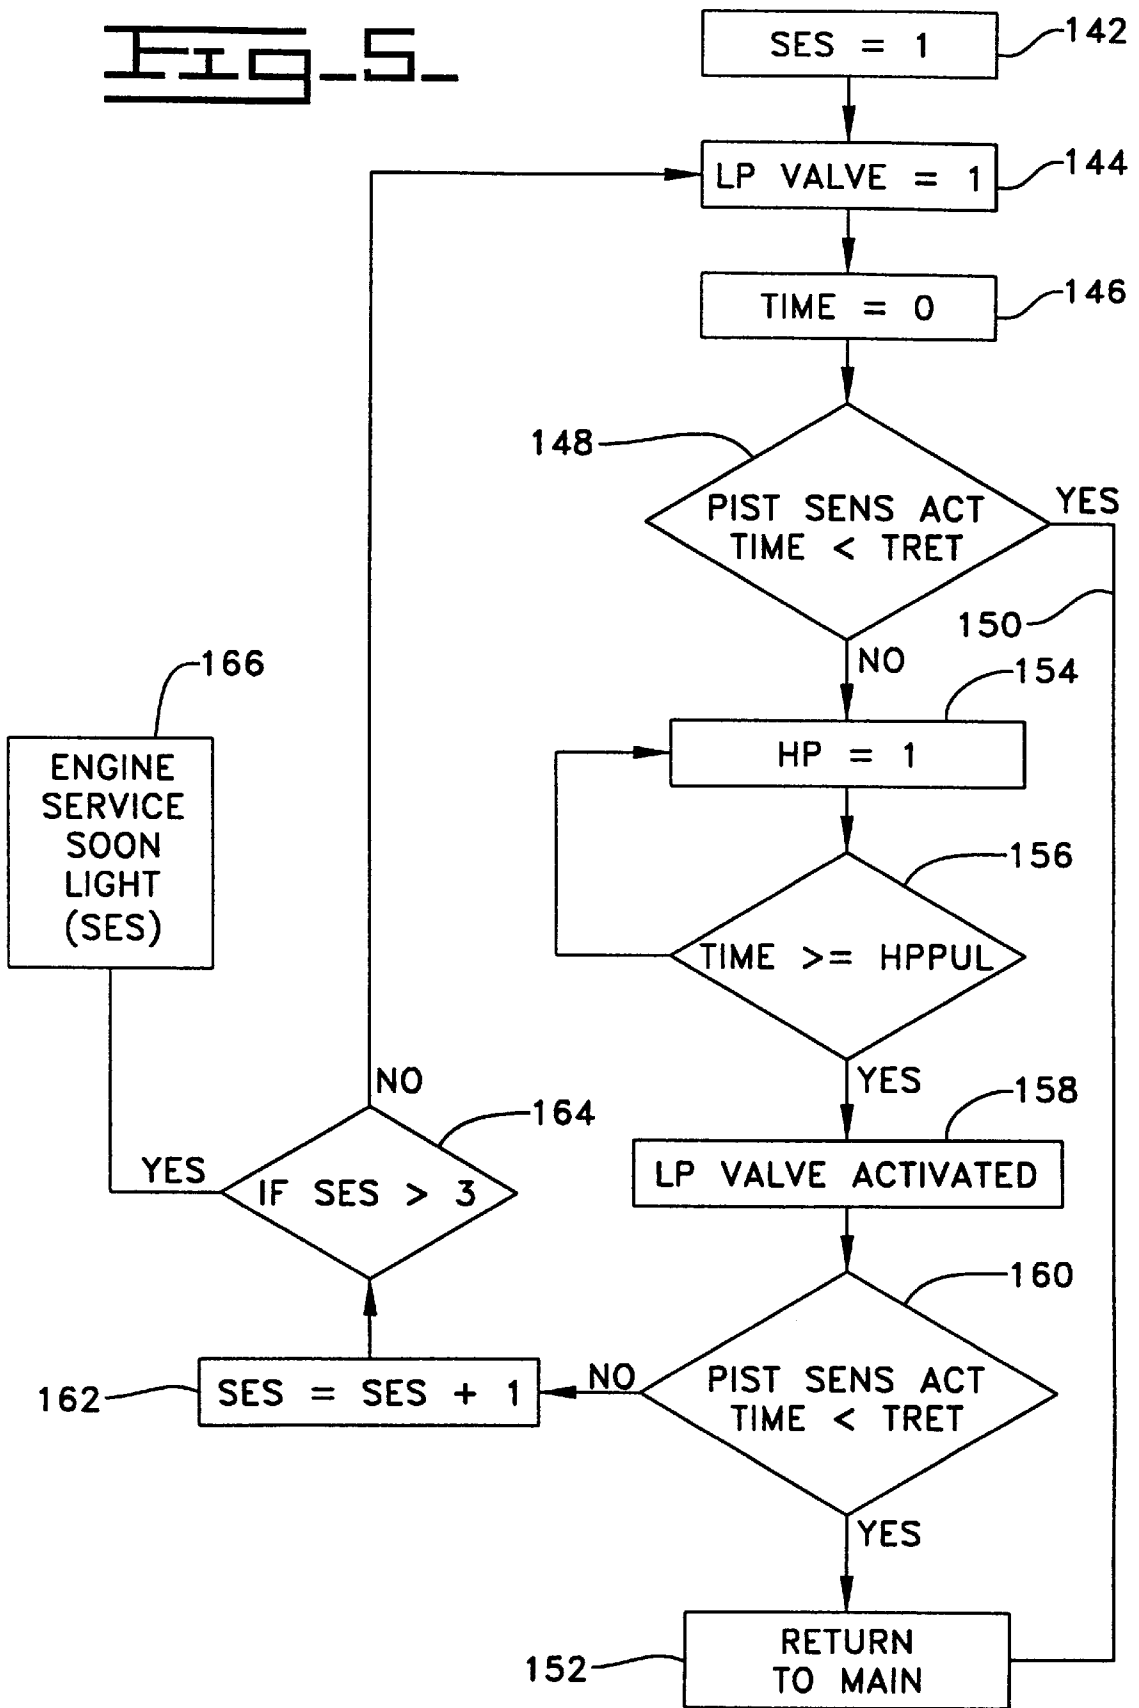 Fig-5-
SES = 1
142
LP VALVE = 1
144
TIME = 0
146
148
PIST SENS ACT
TIME < TRET
YES
150
NO
154
HP = 1
156
TIME >= HPPUL
YES
158
LP VALVE ACTIVATED
160
PIST SENS ACT
TIME < TRET
NO
YES
162
SES = SES + 1
164
IF SES > 3
NO
YES
166
ENGINE
SERVICE
SOON
LIGHT
(SES)
152
RETURN
TO MAIN